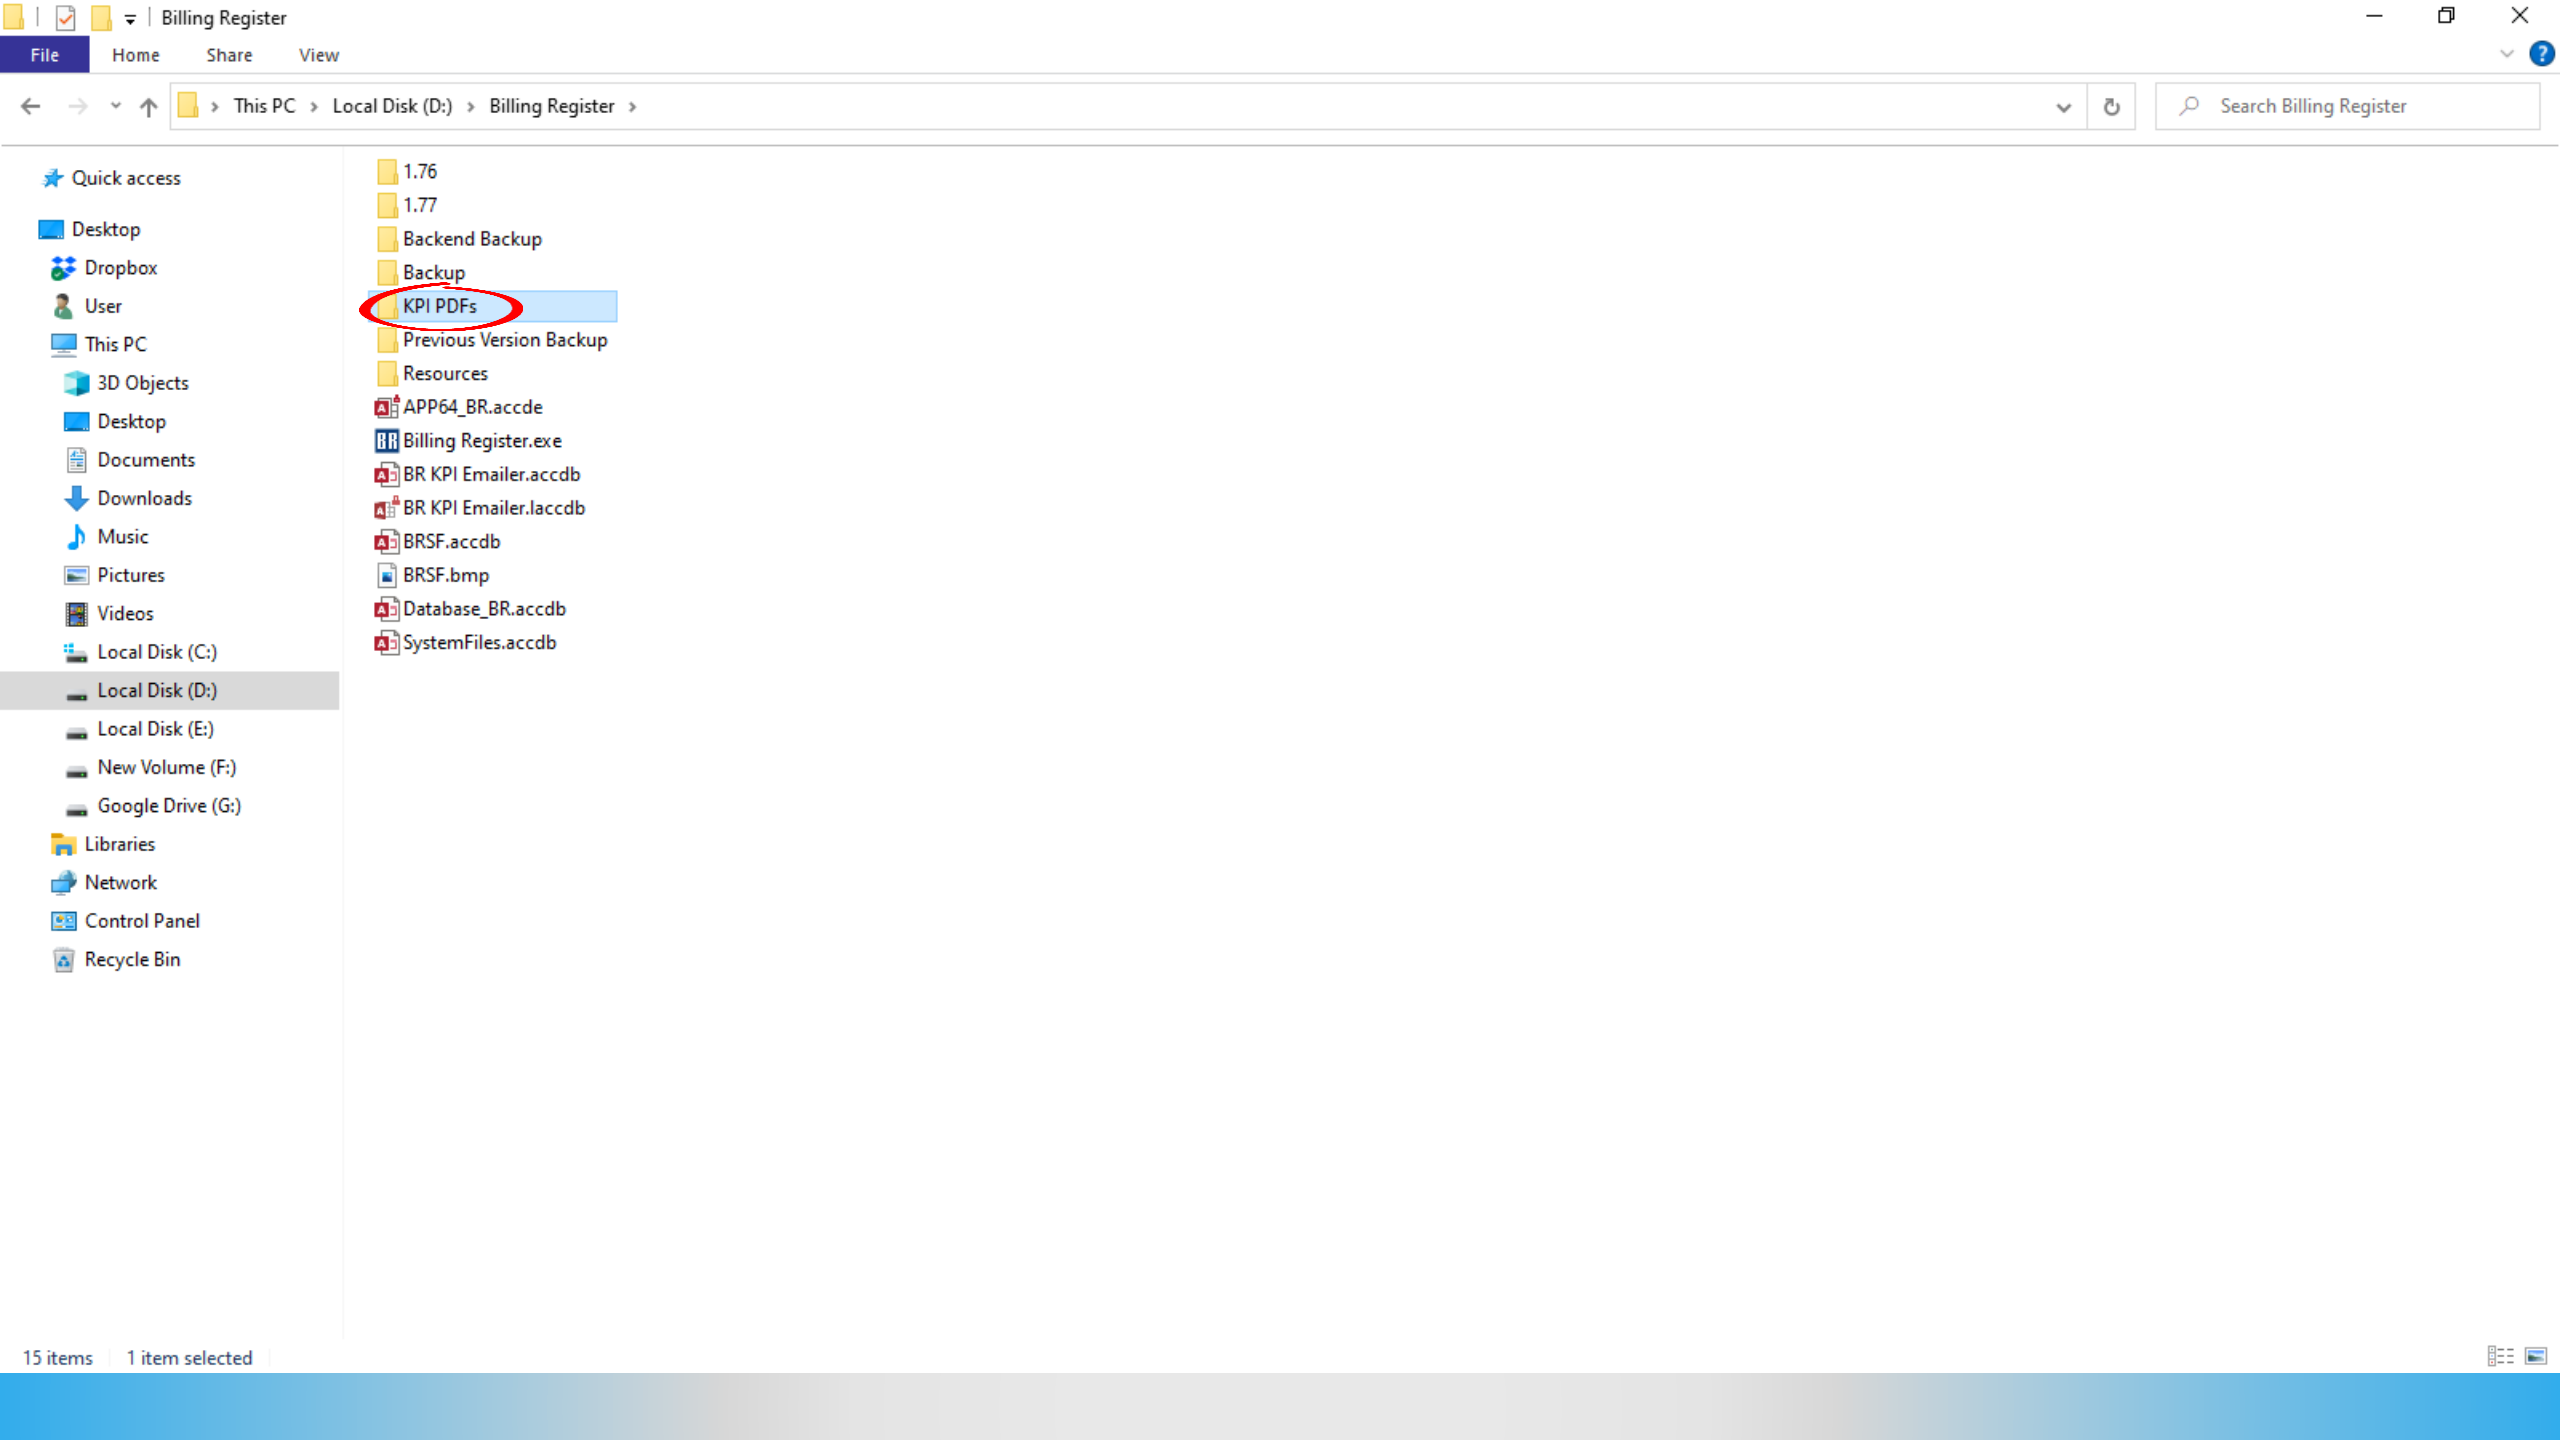 Billing Register
File Home Share View
?
This PC Local Disk (D:) Billing Register
Search Billing Register
Quick access
Desktop
Dropbox
User
This PC
3D Objects
Desktop
Documents
Downloads
Music
Pictures
Videos
Local Disk (C:)
Local Disk (D:)
Local Disk (E:)
New Volume (F:)
Google Drive (G:)
Libraries
Network
Control Panel
Recycle Bin
1.76
1.77
Backend Backup
Backup
KPI PDFs
Previous Version Backup
Resources
APP64_BR.accde
BR Billing Register.exe
BR KPI Emailer.accdb
BR KPI Emailer.laccdb
BRSF.accdb
BRSF.bmp
Database_BR.accdb
SystemFiles.accdb
15 items 1 item selected